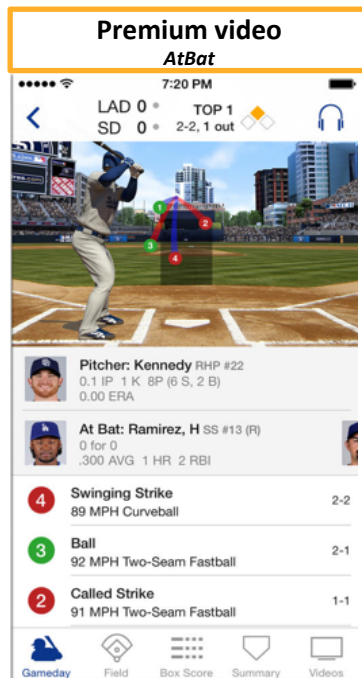 Premium video
AtBat
7:20 PM
LAD 0
TOP 1
SD 0
2-2, 1 out
1
2
3
4
Pitcher: Kennedy RHP #22
0.1 IP 1 K 8P (6 S, 2 B)
0.00 ERA
At Bat: Ramirez, H SS #13 (R)
0 for 0
.300 AVG 1 HR 2 RBI
4 Swinging Strike 2-2
89 MPH Curveball
3 Ball 2-1
92 MPH Two-Seam Fastball
2 Called Strike 1-1
91 MPH Two-Seam Fastball
Gameday Field Box Score Summary Videos